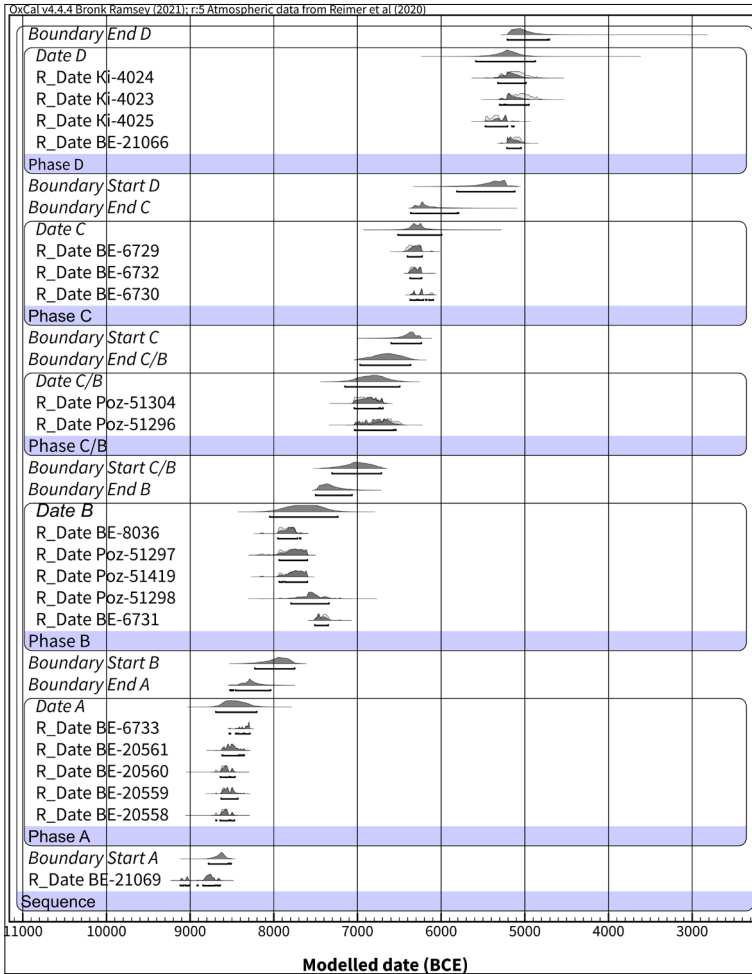 OxCal v4.4.4 Bronk Ramsey (2021); r:5 Atmospheric data from Reimer et al (2020)
Boundary End D
Date D
R_Date Ki-4024
R_Date Ki-4023
R_Date Ki-4025
R_Date BE-21066
Phase D
Boundary Start D
Boundary End C
Date C
R_Date BE-6729
R_Date BE-6732
R_Date BE-6730
Phase C
Boundary Start C
Boundary End C/B
Date C/B
R_Date Poz-51304
R_Date Poz-51296
Phase C/B
Boundary Start C/B
Boundary End B
Date B
R_Date BE-8036
R_Date Poz-51297
R_Date Poz-51419
R_Date Poz-51298
R_Date BE-6731
Phase B
Boundary Start B
Boundary End A
Date A
R_Date BE-6733
R_Date BE-20561
R_Date BE-20560
R_Date BE-20559
R_Date BE-20558
Phase A
Boundary Start A
R_Date BE-21069
Sequence
11000 10000 9000 8000 7000 6000 5000 4000 3000
Modelled date (BCE)